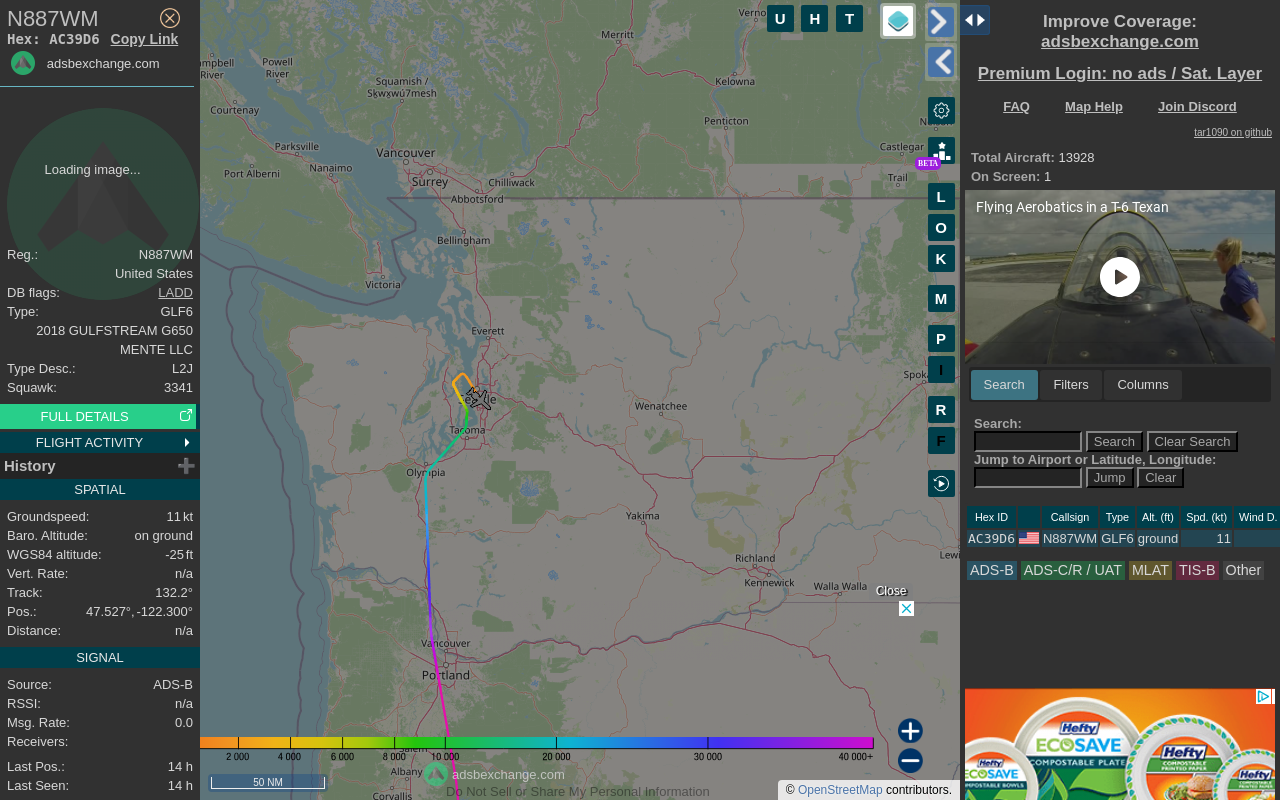 N887WM
Hex: AC39D6 Copy Link
adsbexchange.com
Loading image...
Reg.: N887WM
United States
DB flags: LADD
Type: GLF6
2018 GULFSTREAM G650
MENTE LLC
Type Desc.: L2J
Squawk: 3341
FULL DETAILS
FLIGHT ACTIVITY
History
SPATIAL
Groundspeed: 11 kt
Baro. Altitude: on ground
WGS84 altitude: -25 ft
Vert. Rate: n/a
Track: 132.2°
Pos.: 47.527°, -122.300°
Distance: n/a
SIGNAL
Source: ADS-B
RSSI: n/a
Msg. Rate: 0.0
Receivers:
Last Pos.: 14 h
Last Seen: 14 h
U H T
Merritt
Powell
River
River
Squamish /
Sḵwx̱wú7mesh
Kelowna
Courtenay
Penticton
Parksville
Vancouver
Nanaimo
Castlegar
BETA
Port Alberni
Surrey
Chilliwack
Trail
Abbotsford
L
O
Bellingham
K
Victoria
M
Everett
P
I
Wenatchee
R
Tacoma
F
Olympia
Yakima
Richland
Kennewick
Walla Walla
Close
Vancouver
Portland
2 000 4 000 6 000 8 000 10 000 20 000 30 000 40 000+
Albany
adsbexchange.com
50 NM
Do Not Sell or Share My Personal Information
Corvallis
© OpenStreetMap contributors.
Improve Coverage:
adsbexchange.com
Premium Login: no ads / Sat. Layer
FAQ Map Help Join Discord
tar1090 on github
Total Aircraft: 13928
On Screen: 1
Flying Aerobatics in a T-6 Texan
Search Filters Columns
Search:
Search Clear Search
Jump to Airport or Latitude, Longitude:
Jump Clear
Hex ID Callsign Type Alt. (ft) Spd. (kt) Wind D.
AC39D6 N887WM GLF6 ground 11
ADS-B ADS-C/R / UAT MLAT TIS-B Other
Hefty
ECOSAVE
COMPOSTABLE PLATES
Hefty
COMPOSTABLE PRINTED PAPER
Hefty
ECOSAVE
COMPOSTABLE BOWLS
Hefty